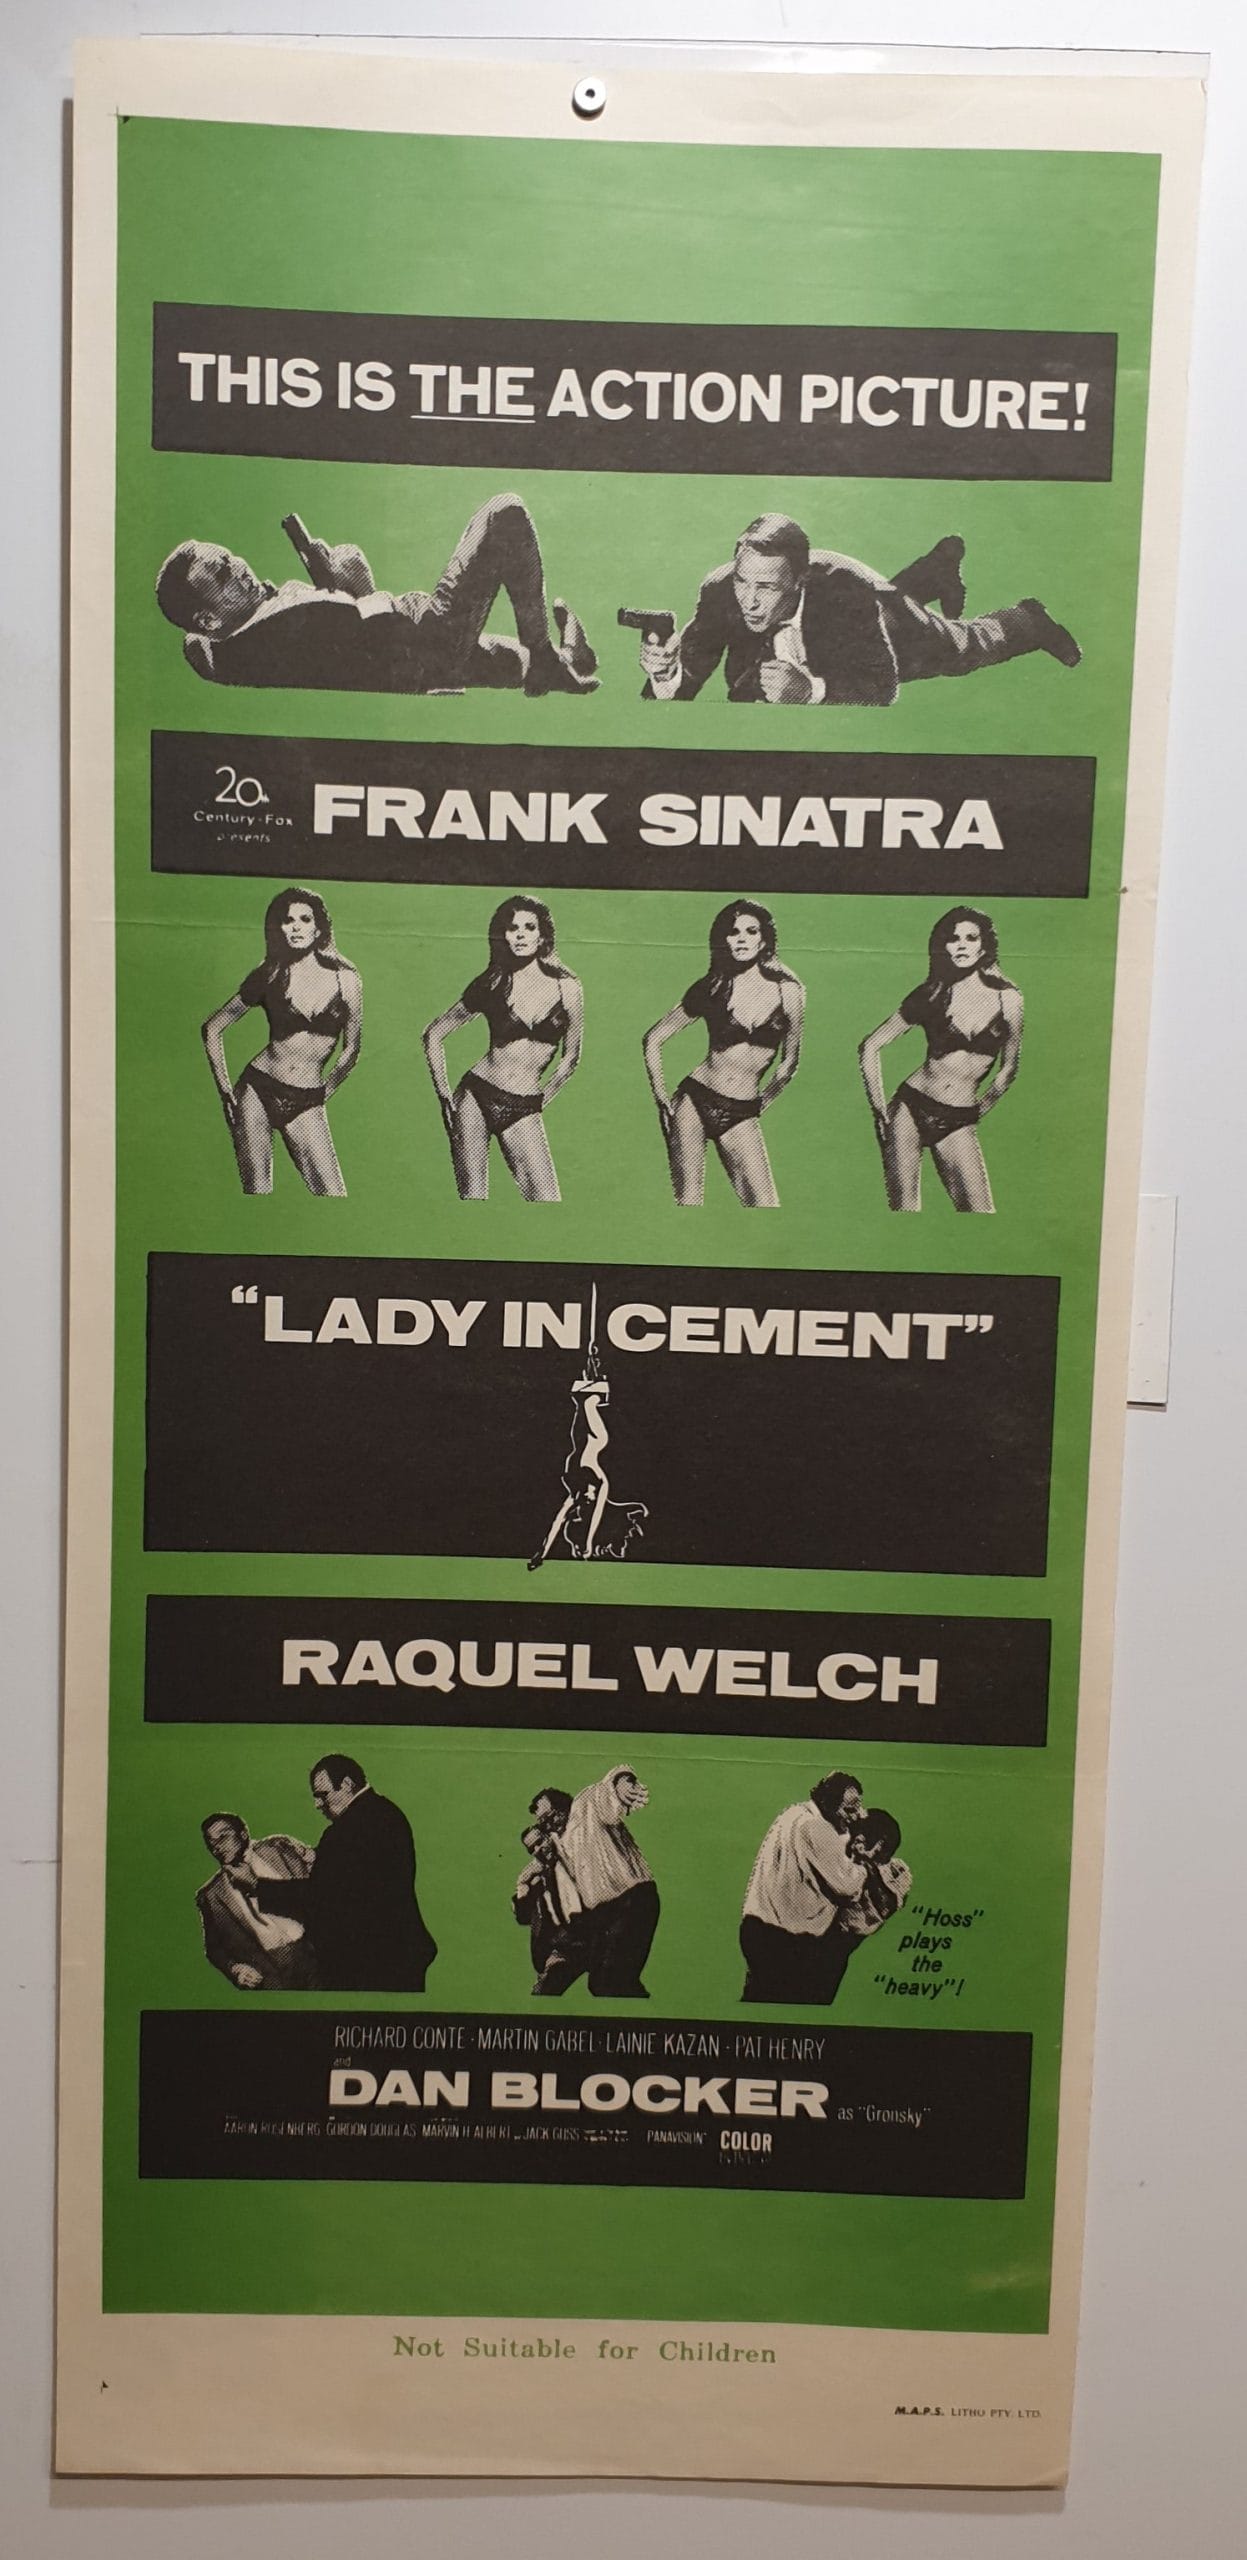 THIS IS THE ACTION PICTURE!
20th
Century-Fox
presents
FRANK SINATRA
"LADY IN CEMENT"
RAQUEL WELCH
"Hoss"
plays
the
"heavy"!
RICHARD CONTE · MARTIN GABEL · LAINIE KAZAN · PAT HENRY
and
DAN BLOCKER as "Gronsky"
AARON ROSENBERG GORDON DOUGLAS MARVIN H. ALBERT JACK GUSS PANAVISION® COLOR
Not Suitable for Children
M.A.P.S. LITHO PTY. LTD.